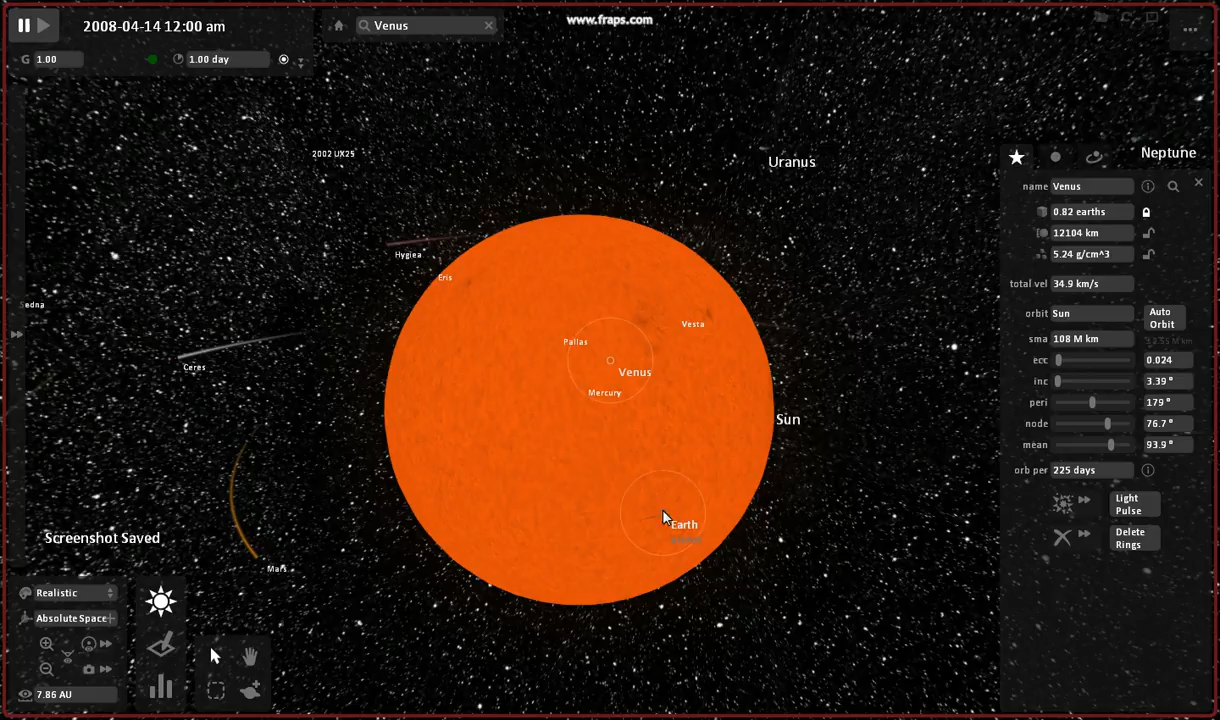 2008-04-14 12:00 am
Venus
www.fraps.com
G 1.00
1.00 day
2002 UX25
Uranus
Neptune
name Venus
0.82 earths
12104 km
5.24 g/cm^3
total vel 34.9 km/s
orbit Sun
Auto
Orbit
sma 108 M km
ecc 0.024
inc 3.39°
peri 179°
node 76.7°
mean 93.9°
orb per 225 days
Light
Pulse
Delete
Rings
Hygiea
Eris
Sedna
Vesta
Pallas
Ceres
Venus
Mercury
Sun
Earth
Screenshot Saved
Mars
Realistic
Absolute Space
7.86 AU